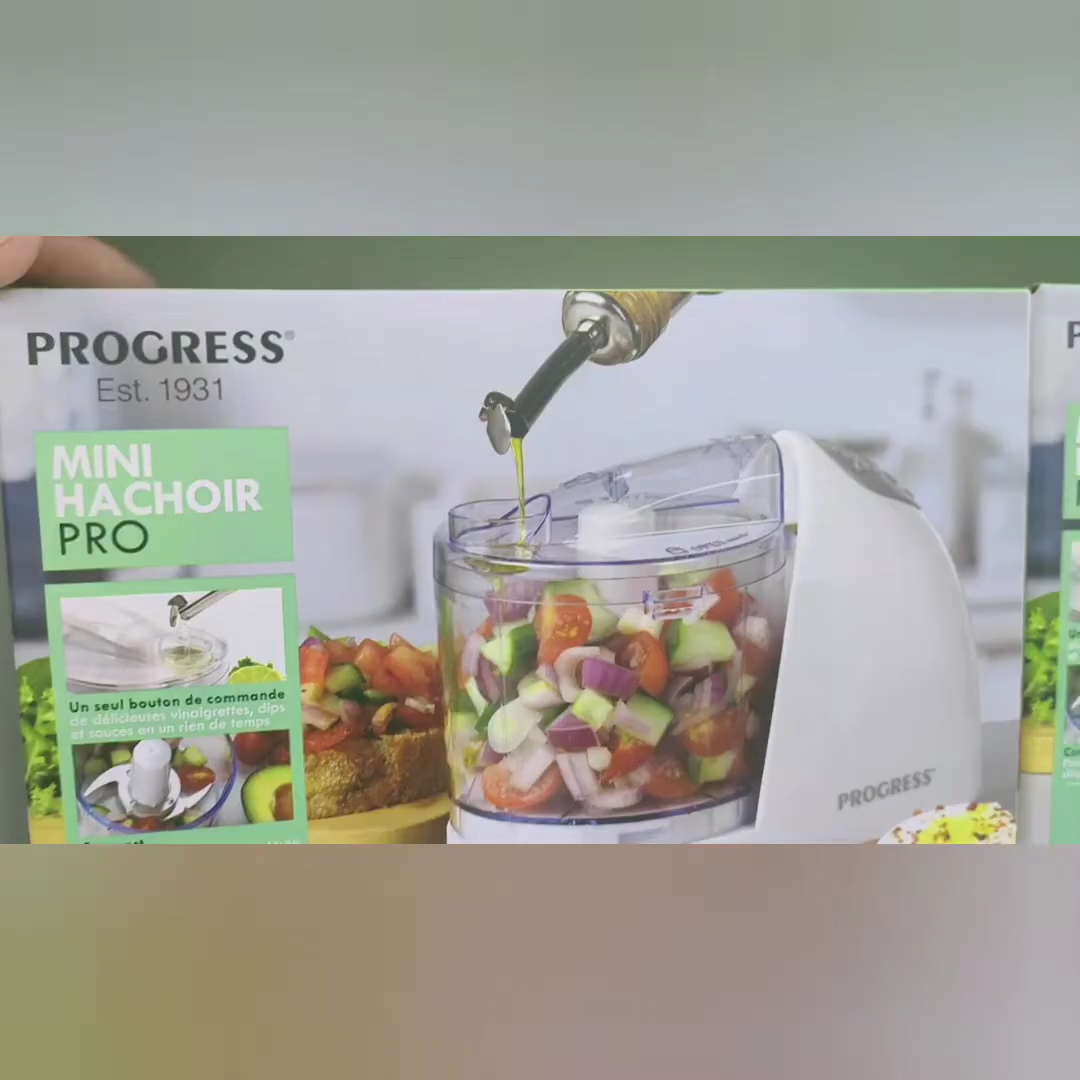 PROGRESS®
Est. 1931
MINI
HACHOIR
PRO
Un seul bouton de commande
de délicieuses vinaigrettes, dips
et souces en un rien de temps
PROGRESS